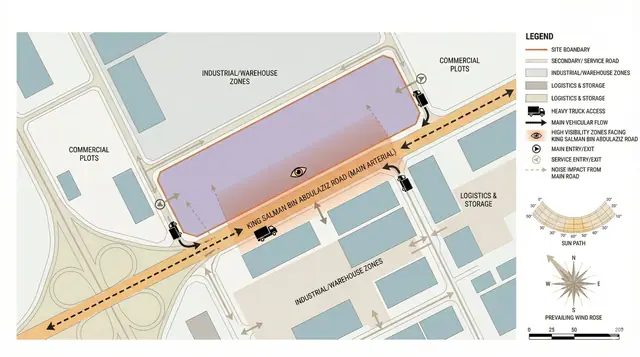 INDUSTRIAL/WAREHOUSE
ZONES
COMMERCIAL
PLOTS
COMMERCIAL
PLOTS
KING SALMAN BIN ABDULAZIZ ROAD (MAIN ARTERIAL)
LOGISTICS &
STORAGE
INDUSTRIAL/WAREHOUSE ZONES
LEGEND
SITE BOUNDARY
SECONDARY/ SERVICE ROAD
INDUSTRIAL/WAREHOUSE ZONES
LOGISTICS & STORAGE
LOGISTICS & STORAGE
HEAVY TRUCK ACCESS
MAIN VEHICULAR FLOW
HIGH VISIBILITY ZONES FACING
KING SALMAN BIN ABDULAZIZ ROAD
MAIN ENTRY/EXIT
SERVICE ENTRY/EXIT
NOISE IMPACT FROM
MAIN ROAD
SUN PATH
N
W
E
S
PREVAILING WIND ROSE
0
25
50
100